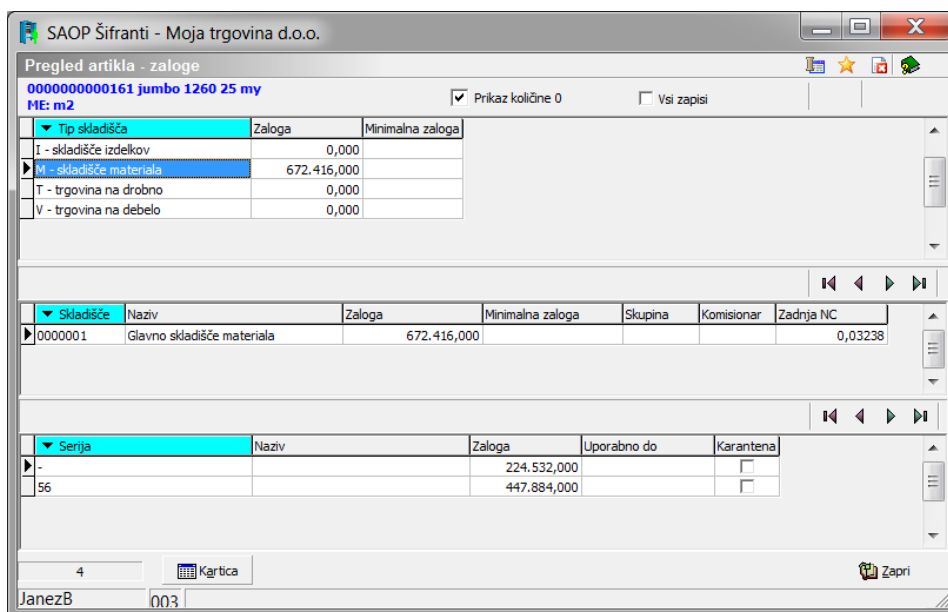 SAOP Šifranti - Moja trgovina d.o.o.
Pregled artikla - zaloge
0000000000161 jumbo 1260 25 my
ME: m2
Prikaz količine 0 Vsi zapisi
Tip skladišča Zaloga Minimalna zaloga
I - skladišče izdelkov 0,000
M - skladišče materiala 672.416,000
T - trgovina na drobno 0,000
V - trgovina na debelo 0,000
Skladišče Naziv Zaloga Minimalna zaloga Skupina Komisionar Zadnja NC
0000001 Glavno skladišče materiala 672.416,000 0,03238
Serija Naziv Zaloga Uporabno do Karantena
- 224.532,000
56 447.884,000
4 Kartica Zapri
JanezB 003